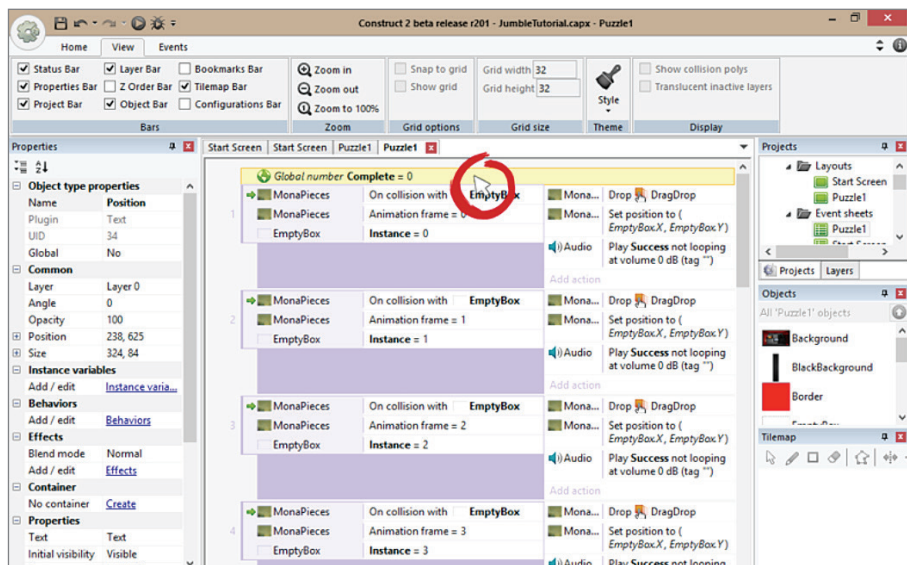 Construct 2 beta release r201 - JumbleTutorial.capx - Puzzle1
Home View Events
Status Bar Layer Bar Bookmarks Bar
Properties Bar Z Order Bar Tilemap Bar
Project Bar Object Bar Configurations Bar
Bars
Zoom in
Zoom out
Zoom to 100%
Zoom
Snap to grid
Show grid
Grid options
Grid width 32
Grid height 32
Grid size
Style
Theme
Show collision polys
Translucent inactive layers
Display
Properties
Object type properties
Name Position
Plugin Text
UID 34
Global No
Common
Layer Layer 0
Angle 0
Opacity 100
Position 238, 625
Size 324, 84
Instance variables
Add / edit Instance varia...
Behaviors
Add / edit Behaviors
Effects
Blend mode Normal
Add / edit Effects
Container
No container Create
Properties
Text Text
Initial visibility Visible
Start Screen Start Screen Puzzle1 Puzzle1
Global number Complete = 0
1
MonaPieces On collision with EmptyBox
MonaPieces Animation frame = 0
EmptyBox Instance = 0
Mona... Drop DragDrop
Mona... Set position to (
EmptyBox.X, EmptyBox.Y)
Audio Play Success not looping
at volume 0 dB (tag "")
Add action
2
MonaPieces On collision with EmptyBox
MonaPieces Animation frame = 1
EmptyBox Instance = 1
Mona... Drop DragDrop
Mona... Set position to (
EmptyBox.X, EmptyBox.Y)
Audio Play Success not looping
at volume 0 dB (tag "")
Add action
3
MonaPieces On collision with EmptyBox
MonaPieces Animation frame = 2
EmptyBox Instance = 2
Mona... Drop DragDrop
Mona... Set position to (
EmptyBox.X, EmptyBox.Y)
Audio Play Success not looping
at volume 0 dB (tag "")
Add action
4
MonaPieces On collision with EmptyBox
MonaPieces Animation frame = 3
EmptyBox Instance = 3
Mona... Drop DragDrop
Mona... Set position to (
EmptyBox.X, EmptyBox.Y)
Audio Play Success not looping
Projects
Layouts
Start Screen
Puzzle1
Event sheets
Puzzle1
Start Screen
Projects Layers
Objects
All 'Puzzle1' objects
Background
BlackBackground
Border
EmptyBox
Tilemap